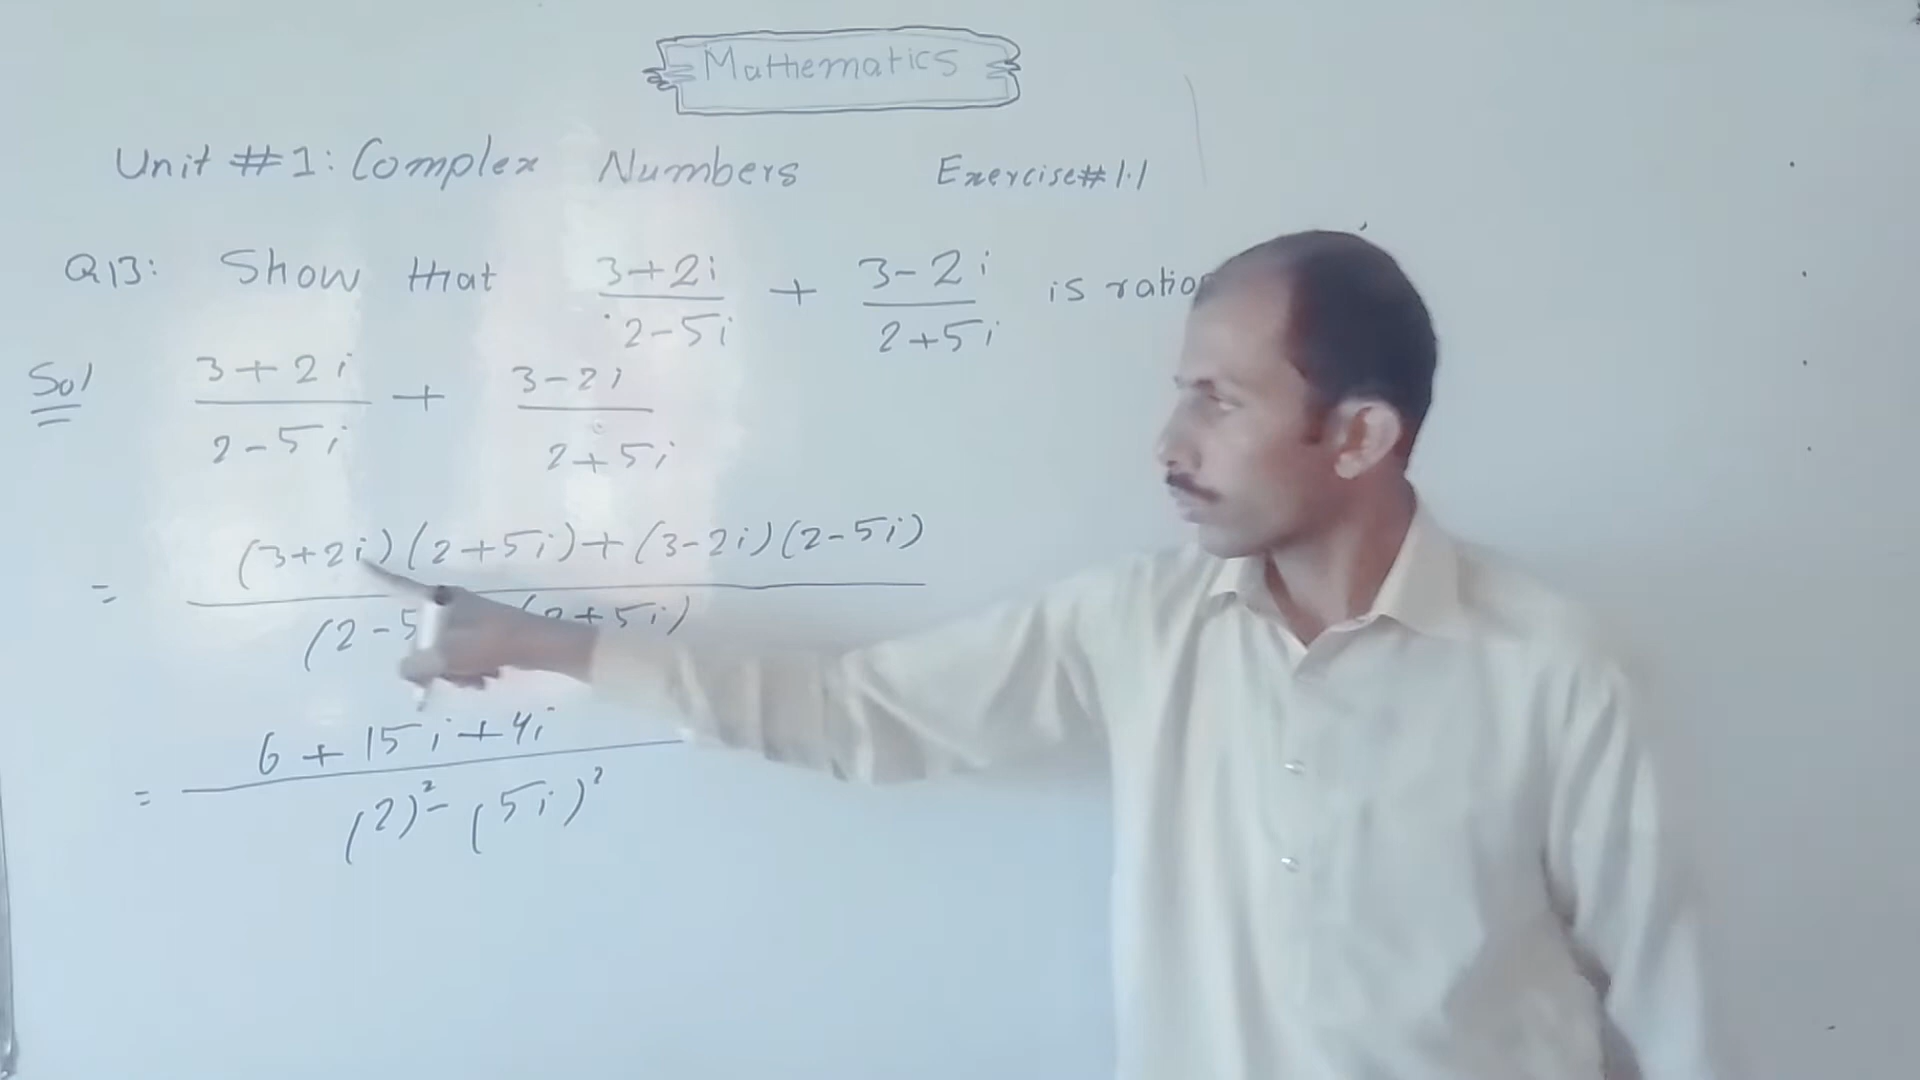 Mathematics
Unit #1: Complex Numbers Exercise#1.1
Q13: Show that (3+2i)/(2-5i) + (3-2i)/(2+5i) is
Sol (3+2i)/(2-5i) + (3-2i)/(2+5i)
= ((3+2i)(2+5i)+(3-2i)(2-5i))/((2-5 (2+5i))
= (6+15i+4i)/((2)²-(5i)²)